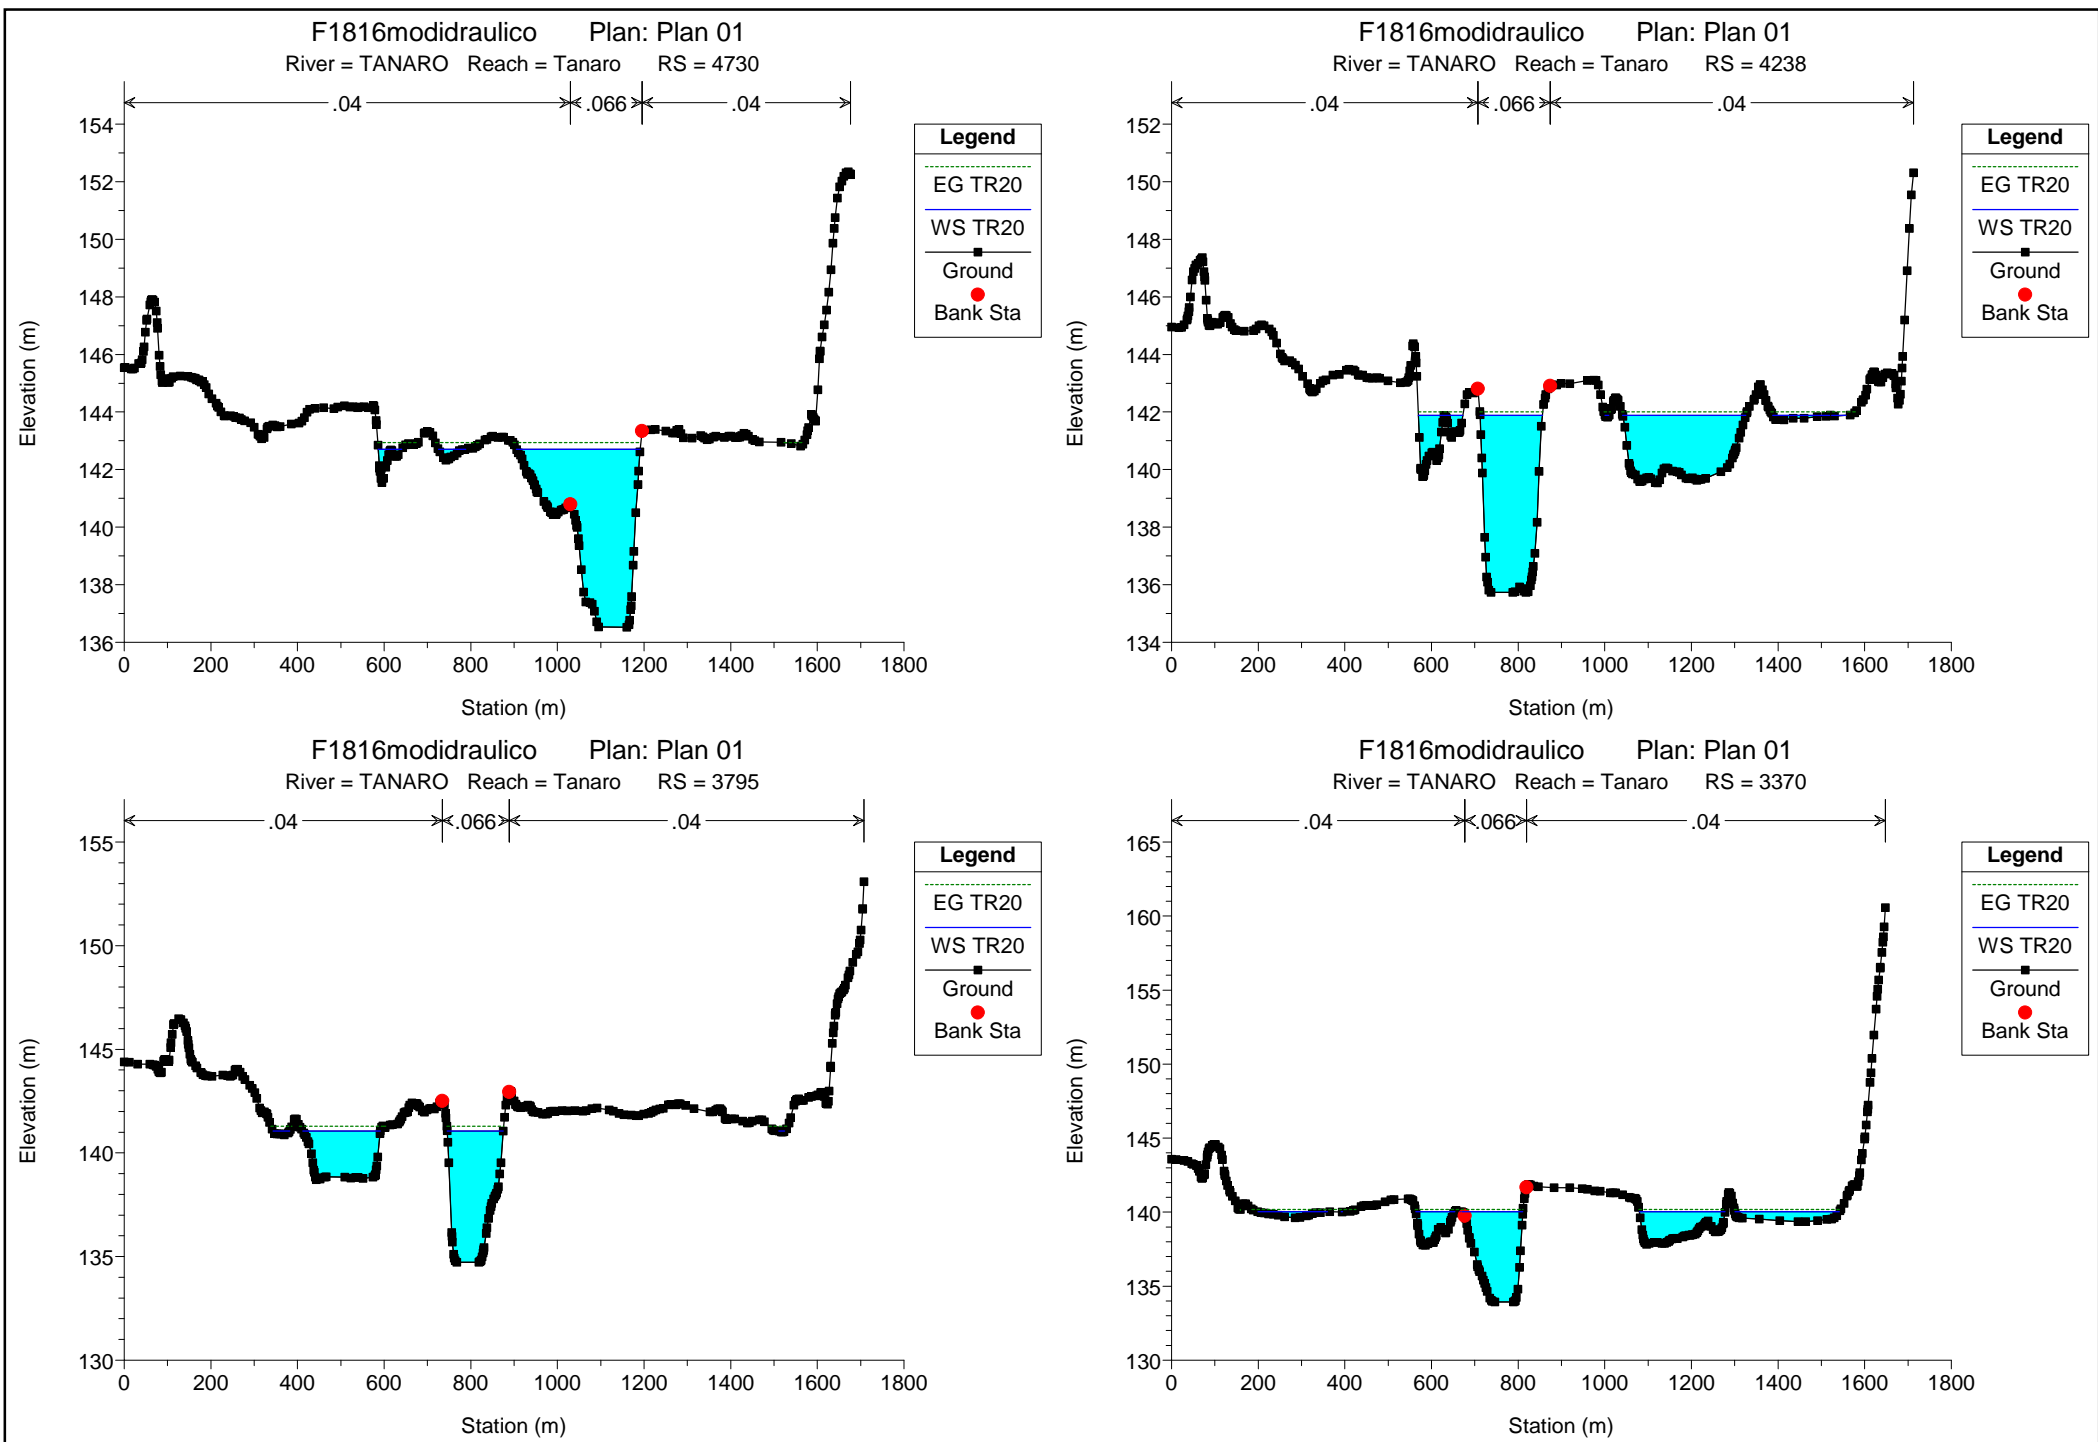 F1816modidraulico Plan: Plan 01
River = TANARO Reach = Tanaro RS = 4730
.04 .066 .04
154
152
150
148
146
144
142
140
138
136
0 200 400 600 800 1000 1200 1400 1600 1800
Station (m)
Elevation (m)
Legend
EG TR20
WS TR20
Ground
Bank Sta
F1816modidraulico Plan: Plan 01
River = TANARO Reach = Tanaro RS = 4238
.04 .066 .04
152
150
148
146
144
142
140
138
136
134
0 200 400 600 800 1000 1200 1400 1600 1800
Station (m)
Elevation (m)
Legend
EG TR20
WS TR20
Ground
Bank Sta
F1816modidraulico Plan: Plan 01
River = TANARO Reach = Tanaro RS = 3795
.04 .066 .04
155
150
145
140
135
130
0 200 400 600 800 1000 1200 1400 1600 1800
Station (m)
Elevation (m)
Legend
EG TR20
WS TR20
Ground
Bank Sta
F1816modidraulico Plan: Plan 01
River = TANARO Reach = Tanaro RS = 3370
.04 .066 .04
165
160
155
150
145
140
135
130
0 200 400 600 800 1000 1200 1400 1600 1800
Station (m)
Elevation (m)
Legend
EG TR20
WS TR20
Ground
Bank Sta